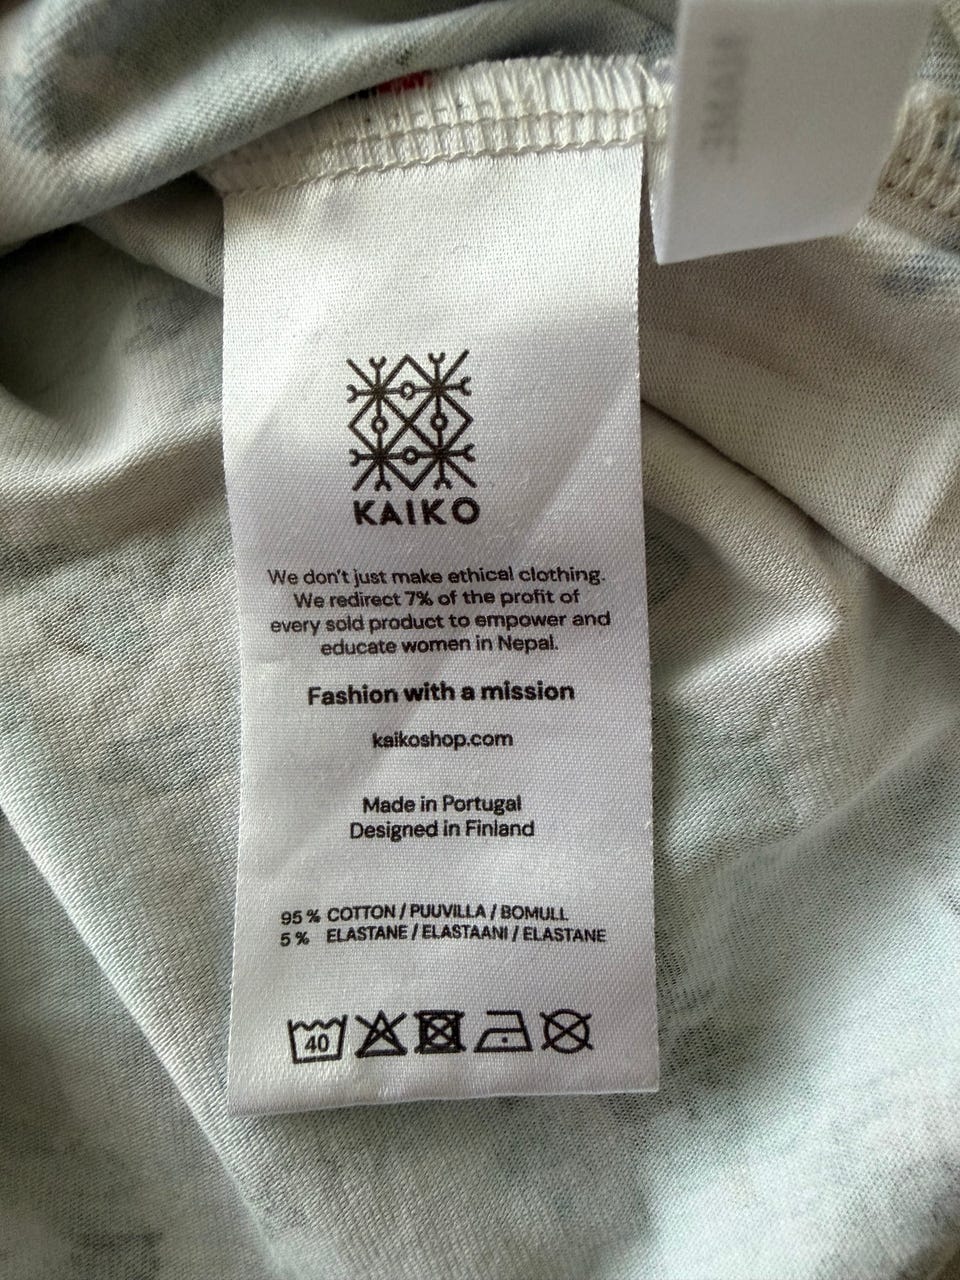 KAIKO
We don't just make ethical clothing.
We redirect 7% of the profit of
every sold product to empower and
educate women in Nepal.
Fashion with a mission
kaikoshop.com
Made in Portugal
Designed in Finland
95 % COTTON / PUUVILLA / BOMULL
5 % ELASTANE / ELASTAANI / ELASTANE
40